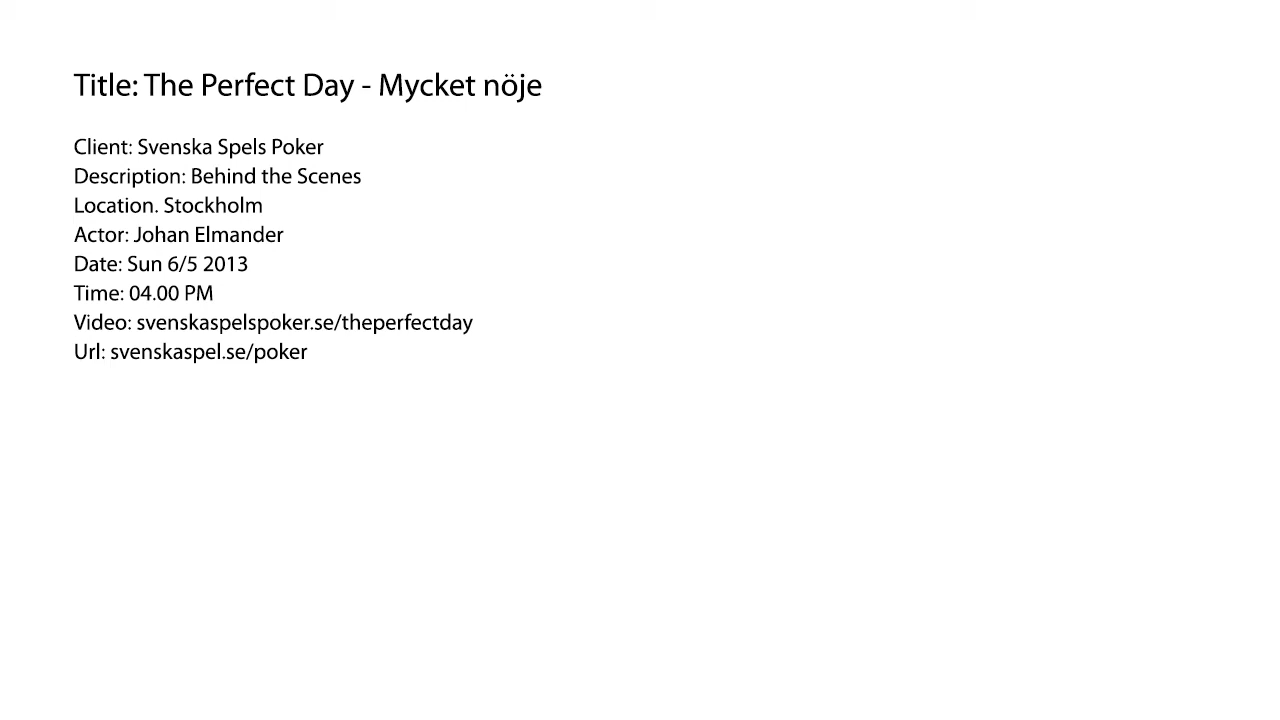 Title: The Perfect Day - Mycket nöje
Client: Svenska Spels Poker
Description: Behind the Scenes
Location. Stockholm
Actor: Johan Elmander
Date: Sun 6/5 2013
Time: 04.00 PM
Video: svenskaspelspoker.se/theperfectday
Url: svenskaspel.se/poker